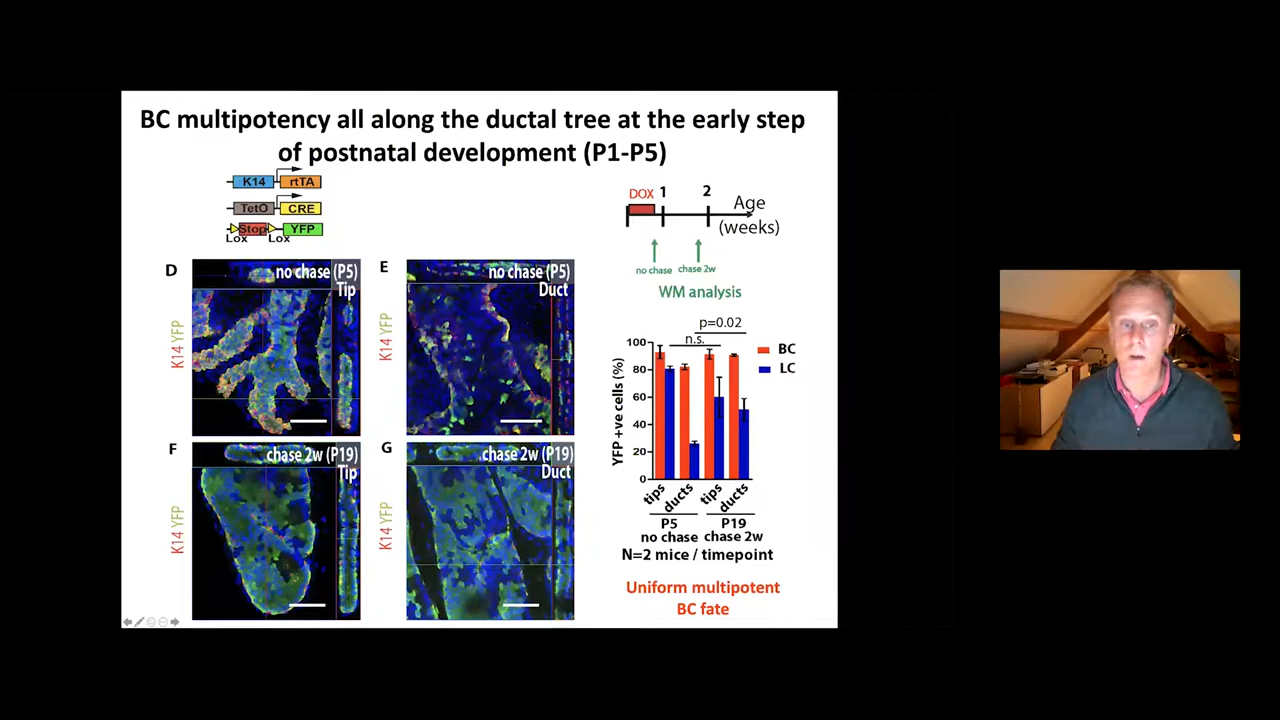 BC multipotency all along the ductal tree at the early step
of postnatal development (P1-P5)
K14 rtTA
TetO CRE
Stop YFP
Lox Lox
DOX 1 2 Age
(weeks)
no chase chase 2w
WM analysis
D no chase (P5)
Tip
K14 YFP
E no chase (P5)
Duct
K14 YFP
F chase 2w (P19)
Tip
K14 YFP
G chase 2w (P19)
Duct
K14 YFP
p=0.02
n.s.
BC
LC
YFP +ve cells (%)
100
80
60
40
20
0
tips ducts tips ducts
P5 P19
no chase chase 2w
N=2 mice / timepoint
Uniform multipotent
BC fate